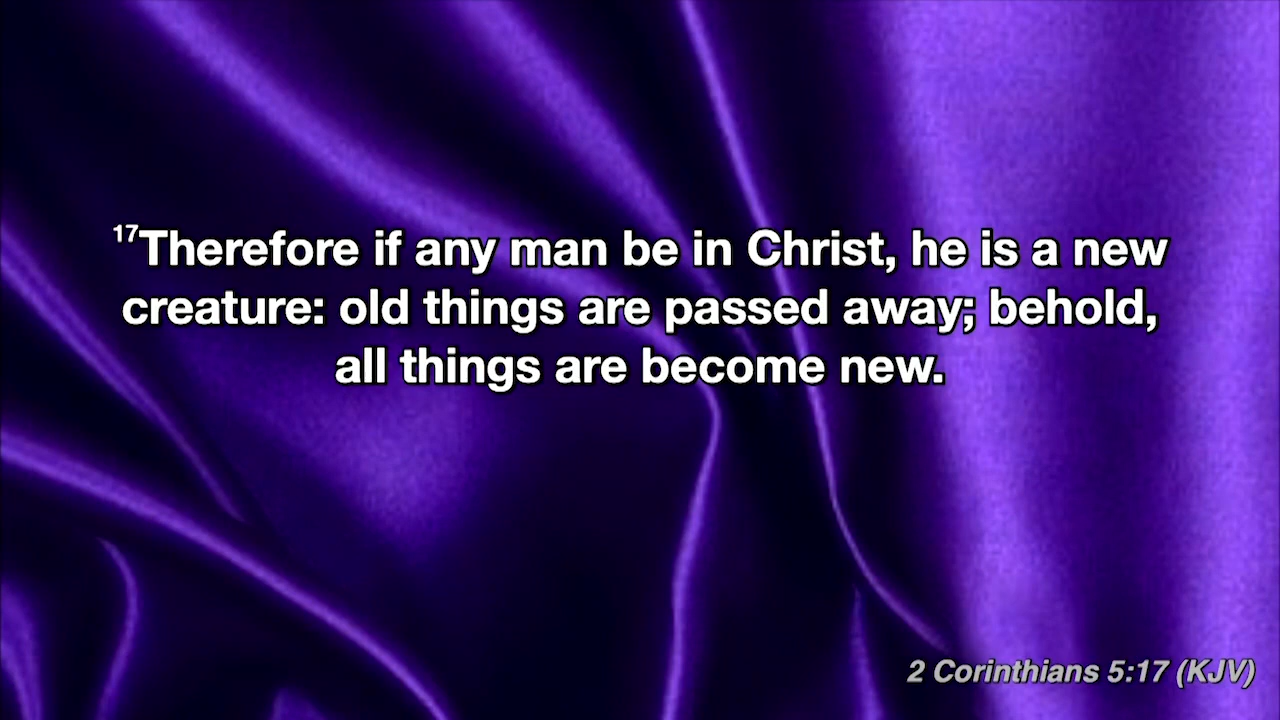 17Therefore if any man be in Christ, he is a new
creature: old things are passed away; behold,
all things are become new.
2 Corinthians 5:17 (KJV)